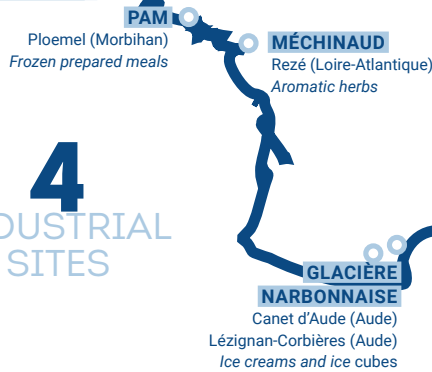 PAM
Ploemel (Morbihan)
Frozen prepared meals
MÉCHINAUD
Rezé (Loire-Atlantique)
Aromatic herbs
4
DUSTRIAL
SITES
GLACIÈRE
NARBONNAISE
Canet d'Aude (Aude)
Lézignan-Corbières (Aude)
Ice creams and ice cubes